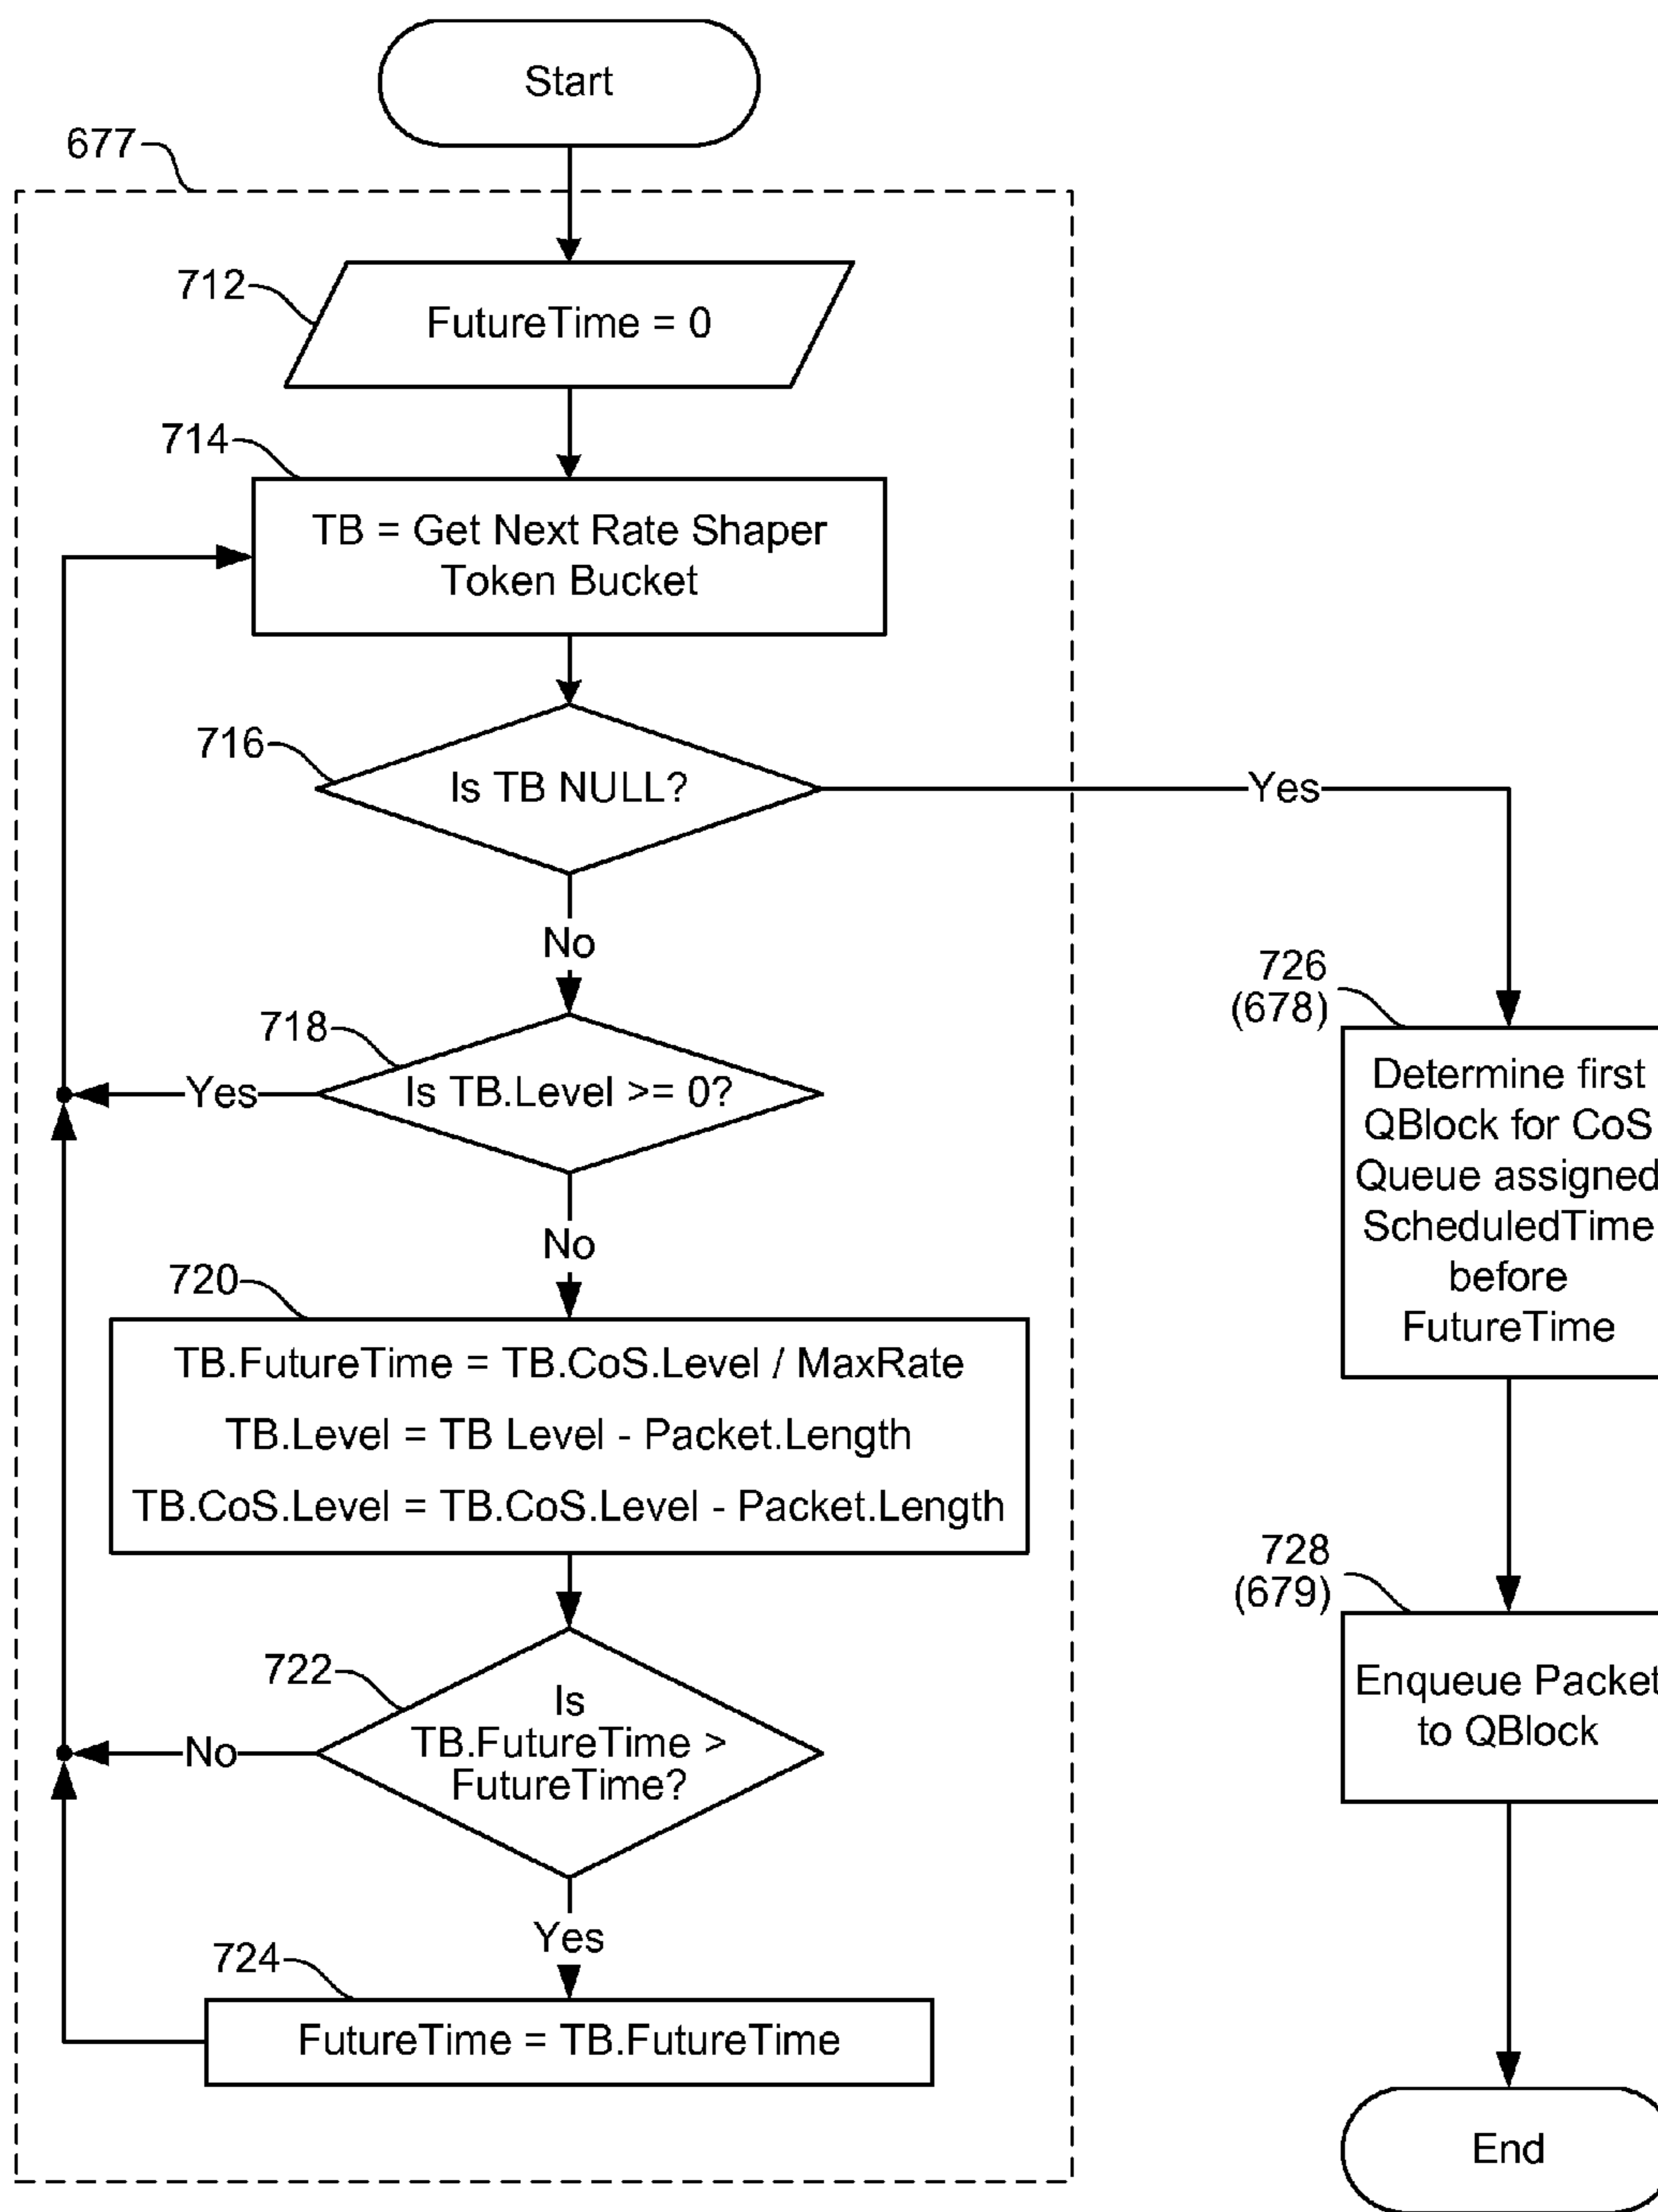 Start
677
712
FutureTime = 0
714
TB = Get Next Rate Shaper
Token Bucket
716
Is TB NULL?
Yes
No
718
Is TB.Level >= 0?
Yes
No
720
TB.FutureTime = TB.CoS.Level / MaxRate
TB.Level = TB Level - Packet.Length
TB.CoS.Level = TB.CoS.Level - Packet.Length
722
Is
TB.FutureTime >
FutureTime?
No
Yes
724
FutureTime = TB.FutureTime
726
(678)
Determine first
QBlock for CoS
Queue assigned
ScheduledTime
before
FutureTime
728
(679)
Enqueue Packet
to QBlock
End